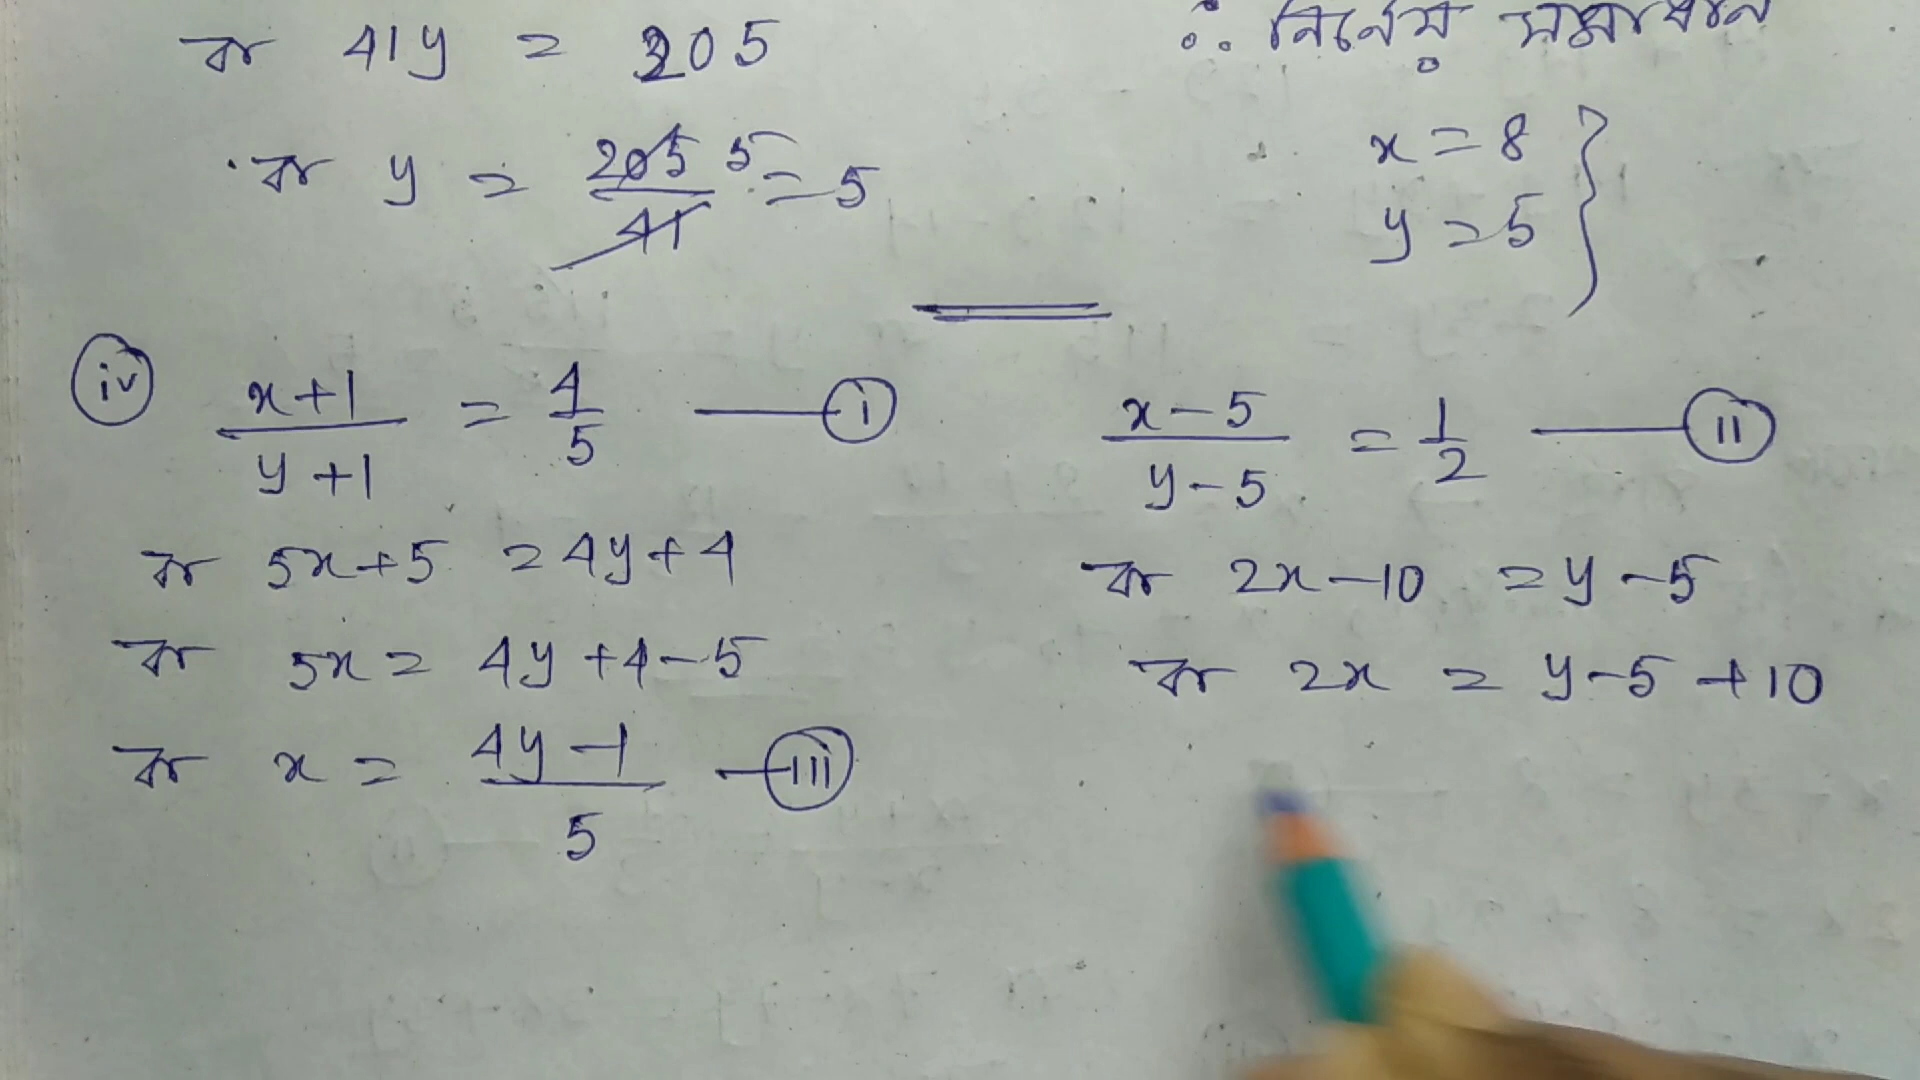 বা 41y = 205
বা y = 205/41 5 = 5
∴ নির্ণেয় সমাধান
x = 8
y = 5 }
(iv) x+1/y+1 = 4/5 —(i)
বা 5x+5 = 4y+4
বা 5x = 4y+4-5
বা x = 4y-1/5 —(iii)
x-5/y-5 = 1/2 —(ii)
বা 2x-10 = y-5
বা 2x = y-5+10